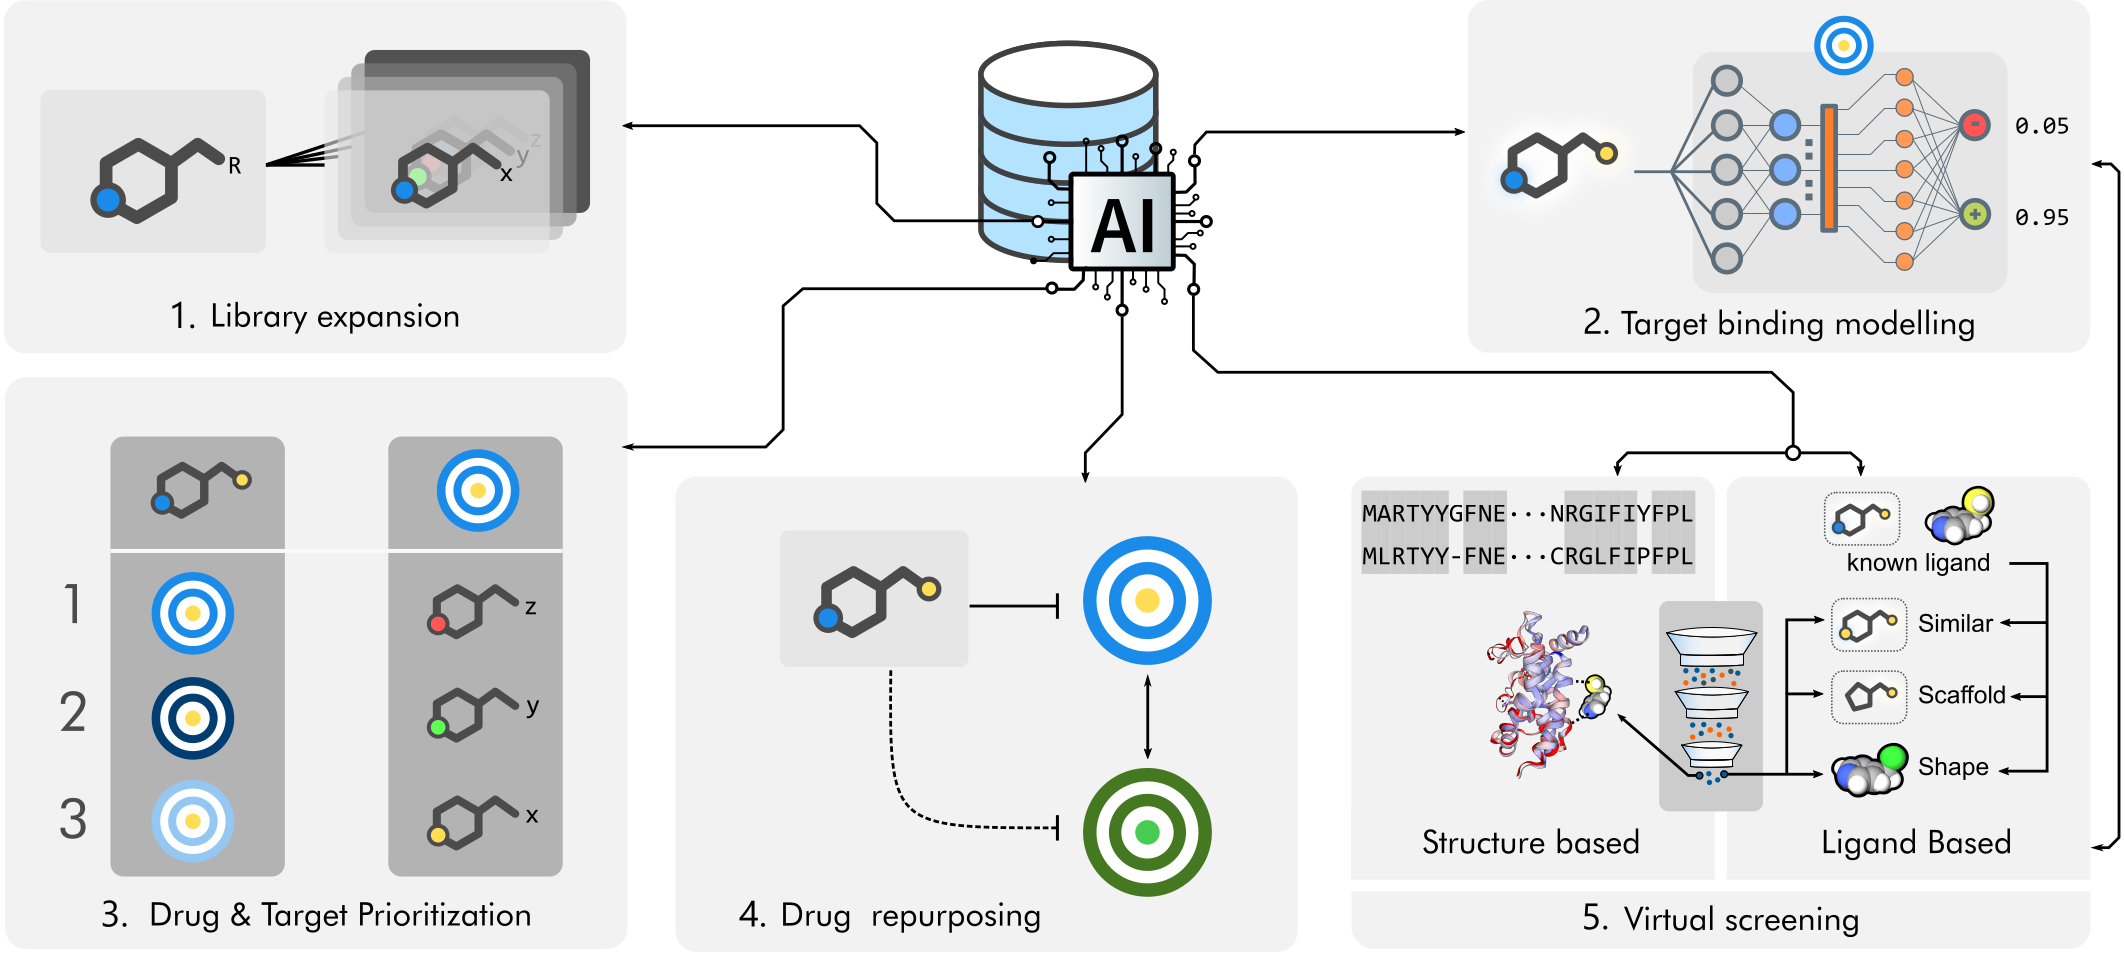 R
x
y
z
1. Library expansion
AI
-
0.05
+
0.95
2. Target binding modelling
1
z
2
y
3
x
3. Drug & Target Prioritization
4. Drug repurposing
MARTYYGFNE···NRGIFIYFPL
MLRTYY-FNE···CRGLFIPFPL
Structure based
known ligand
Similar
Scaffold
Shape
Ligand Based
5. Virtual screening